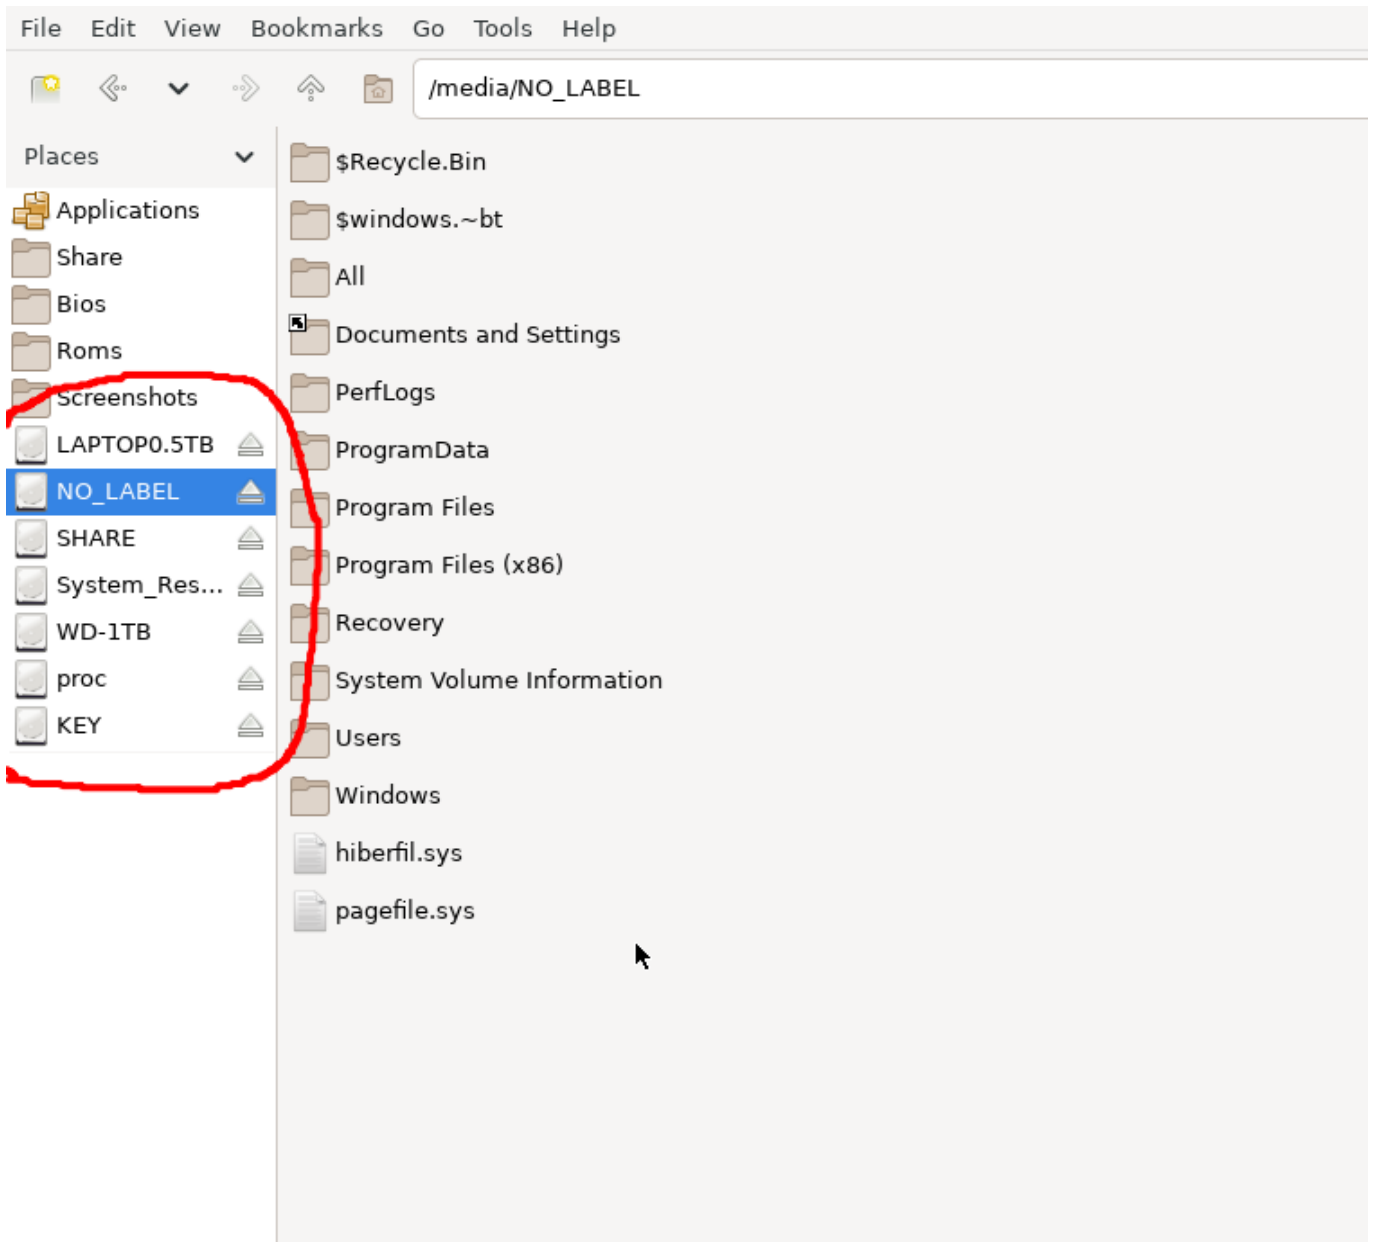 File Edit View Bookmarks Go Tools Help
/media/NO_LABEL
Places
Applications
Share
Bios
Roms
Screenshots
LAPTOP0.5TB
NO_LABEL
SHARE
System_Res...
WD-1TB
proc
KEY
$Recycle.Bin
$windows.~bt
All
Documents and Settings
PerfLogs
ProgramData
Program Files
Program Files (x86)
Recovery
System Volume Information
Users
Windows
hiberfil.sys
pagefile.sys